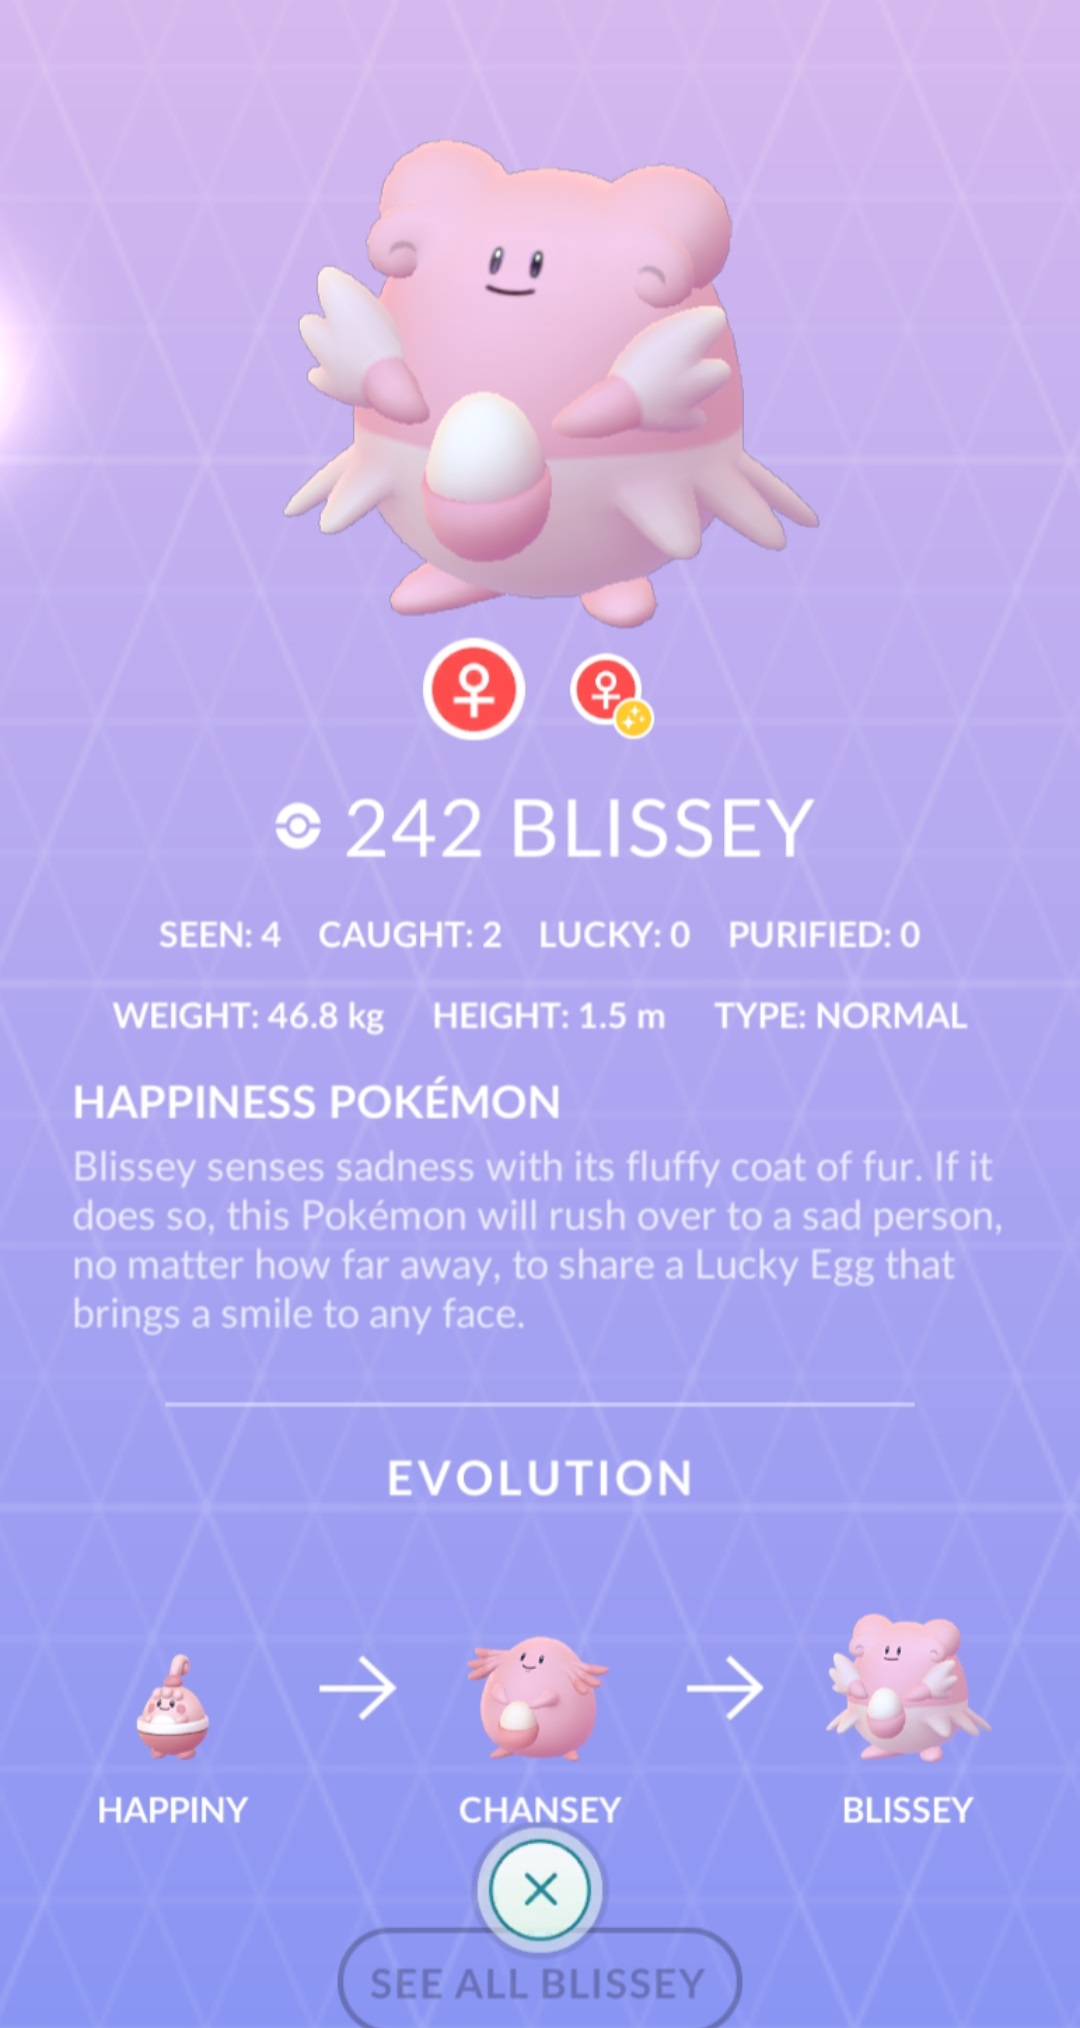 242 BLISSEY
SEEN: 4 CAUGHT: 2 LUCKY: 0 PURIFIED: 0
WEIGHT: 46.8 kg HEIGHT: 1.5 m TYPE: NORMAL
HAPPINESS POKÉMON
Blissey senses sadness with its fluffy coat of fur. If it
does so, this Pokémon will rush over to a sad person,
no matter how far away, to share a Lucky Egg that
brings a smile to any face.
EVOLUTION
HAPPINY CHANSEY BLISSEY
SEE ALL BLISSEY